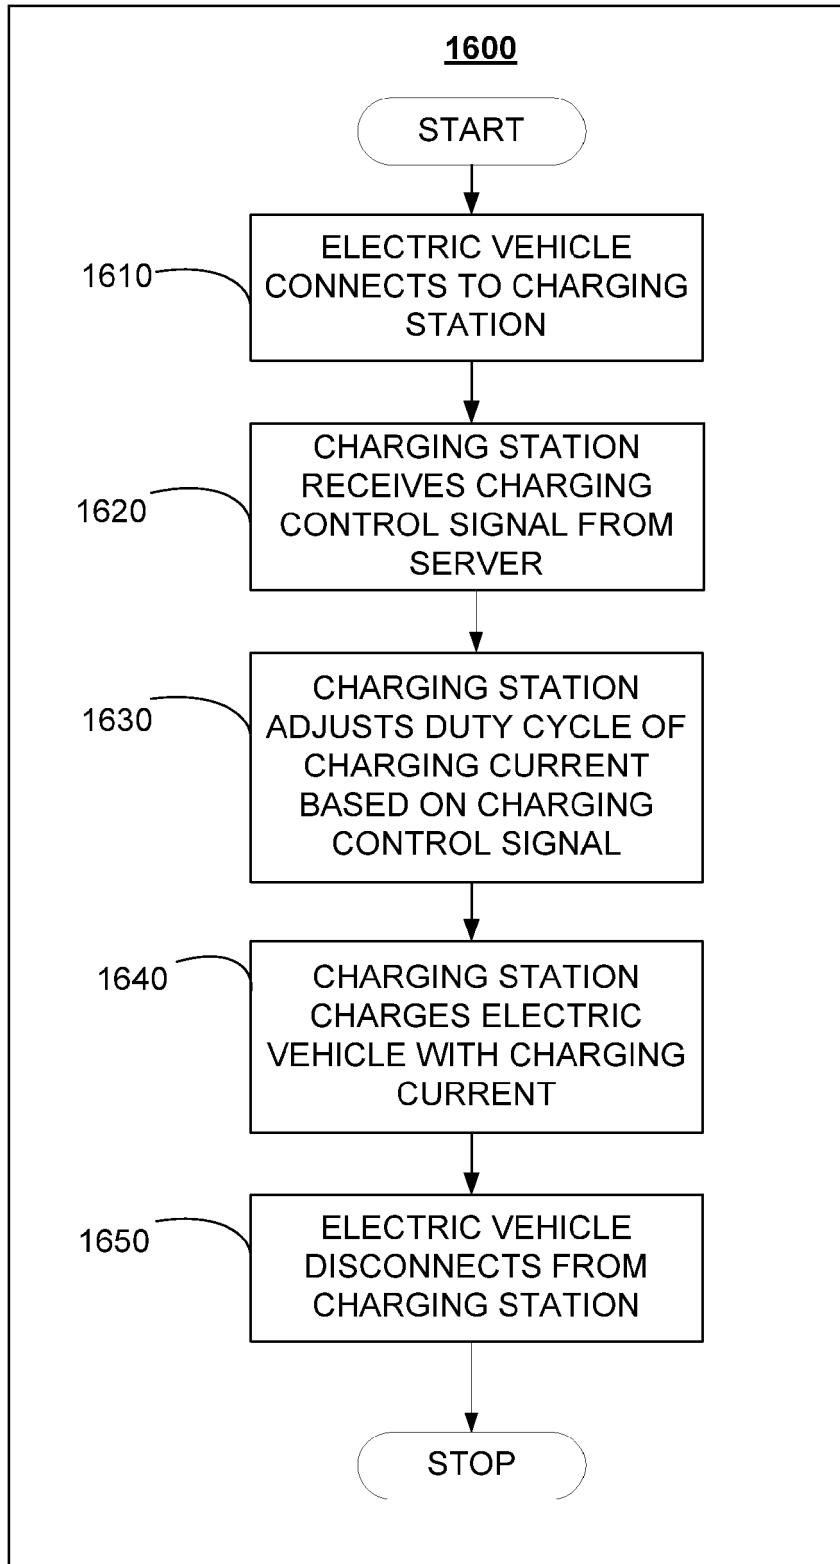 1600
START
1610
ELECTRIC VEHICLE
CONNECTS TO CHARGING
STATION
1620
CHARGING STATION
RECEIVES CHARGING
CONTROL SIGNAL FROM
SERVER
1630
CHARGING STATION
ADJUSTS DUTY CYCLE OF
CHARGING CURRENT
BASED ON CHARGING
CONTROL SIGNAL
1640
CHARGING STATION
CHARGES ELECTRIC
VEHICLE WITH CHARGING
CURRENT
1650
ELECTRIC VEHICLE
DISCONNECTS FROM
CHARGING STATION
STOP